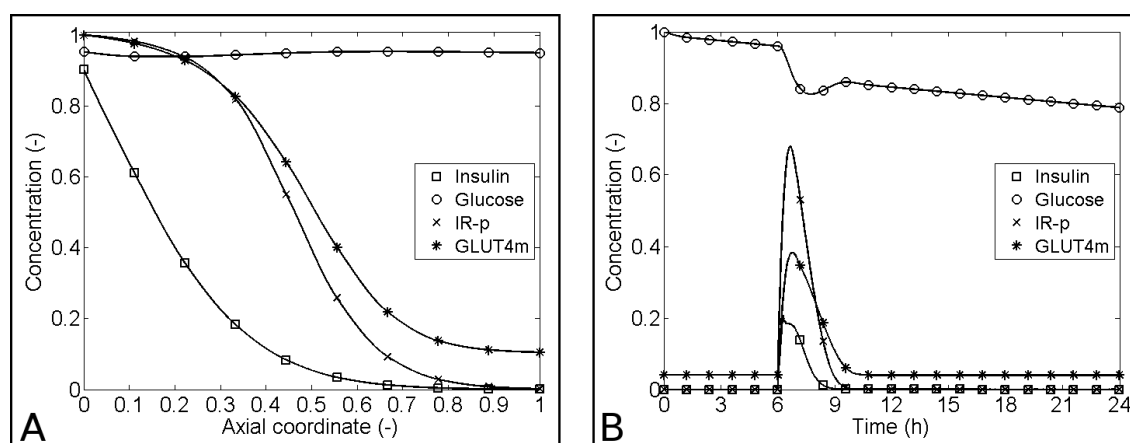 1
0.8
0.6
0.4
0.2
0
Concentration (-)
Insulin
Glucose
IR-p
GLUT4m
0 0.1 0.2 0.3 0.4 0.5 0.6 0.7 0.8 0.9 1
Axial coordinate (-)
A
1
0.8
0.6
0.4
0.2
0
Concentration (-)
Insulin
Glucose
IR-p
GLUT4m
0 3 6 9 12 15 18 21 24
Time (h)
B